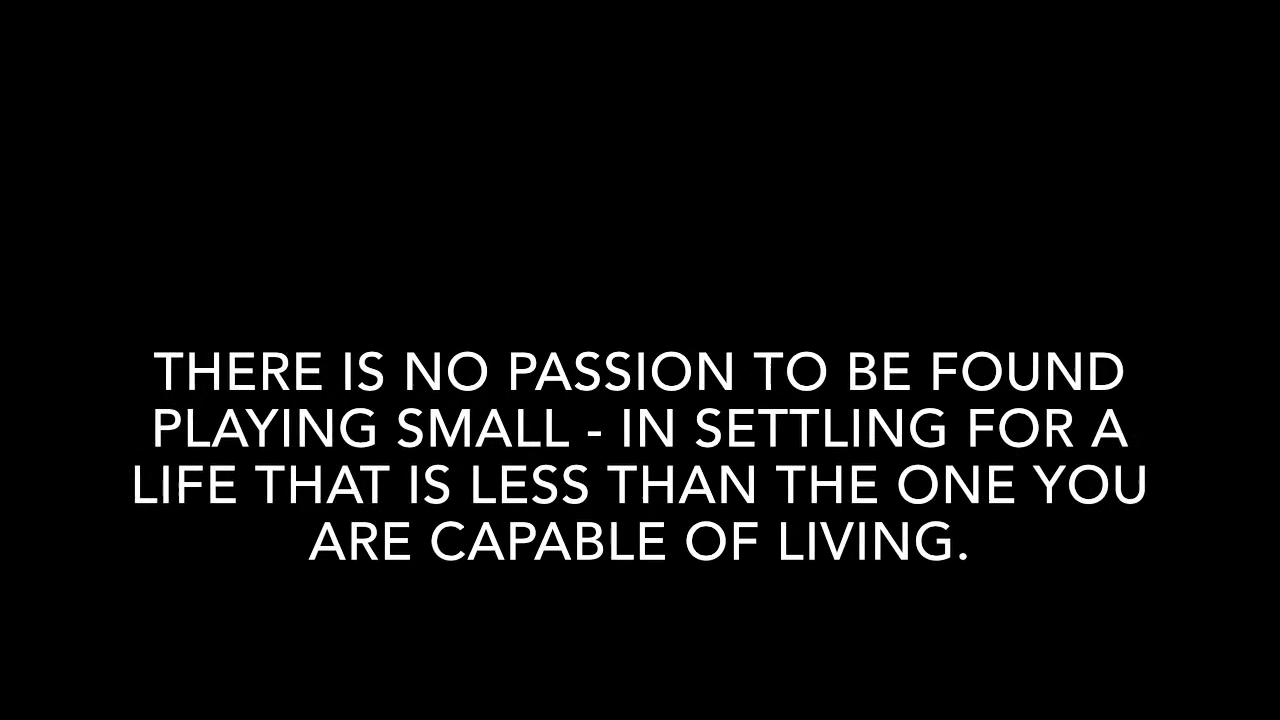 THERE IS NO PASSION TO BE FOUND
PLAYING SMALL - IN SETTLING FOR A
LIFE THAT IS LESS THAN THE ONE YOU
ARE CAPABLE OF LIVING.